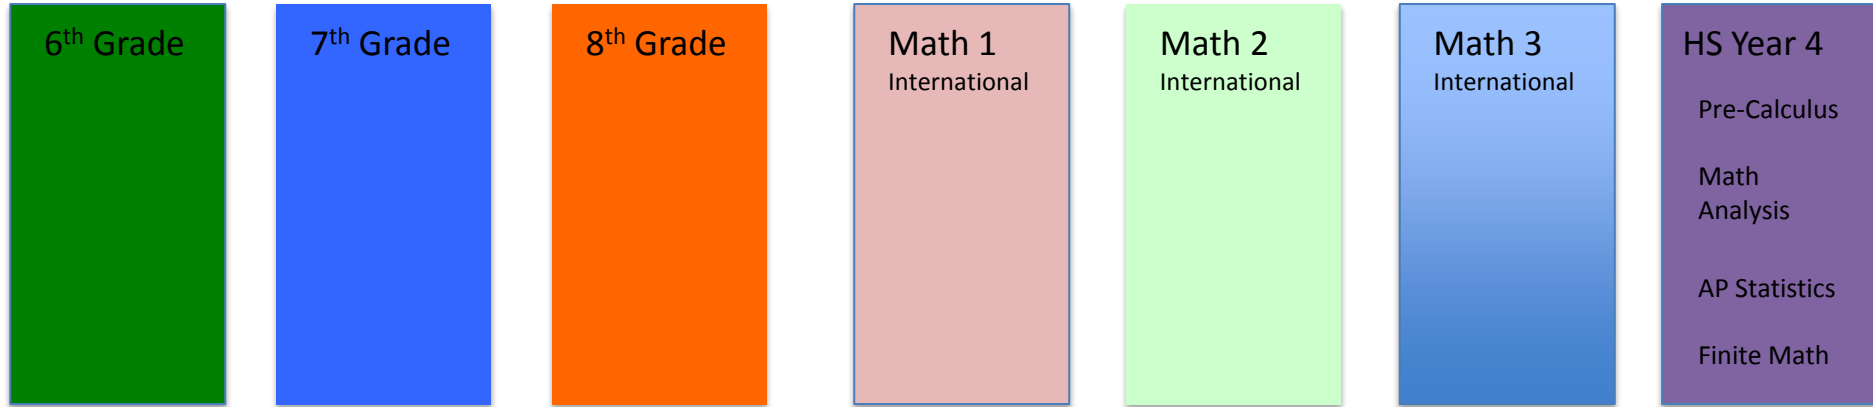 6th Grade
7th Grade
8th Grade
Math 1
International
Math 2
International
Math 3
International
HS Year 4
Pre-Calculus
Math
Analysis
AP Statistics
Finite Math